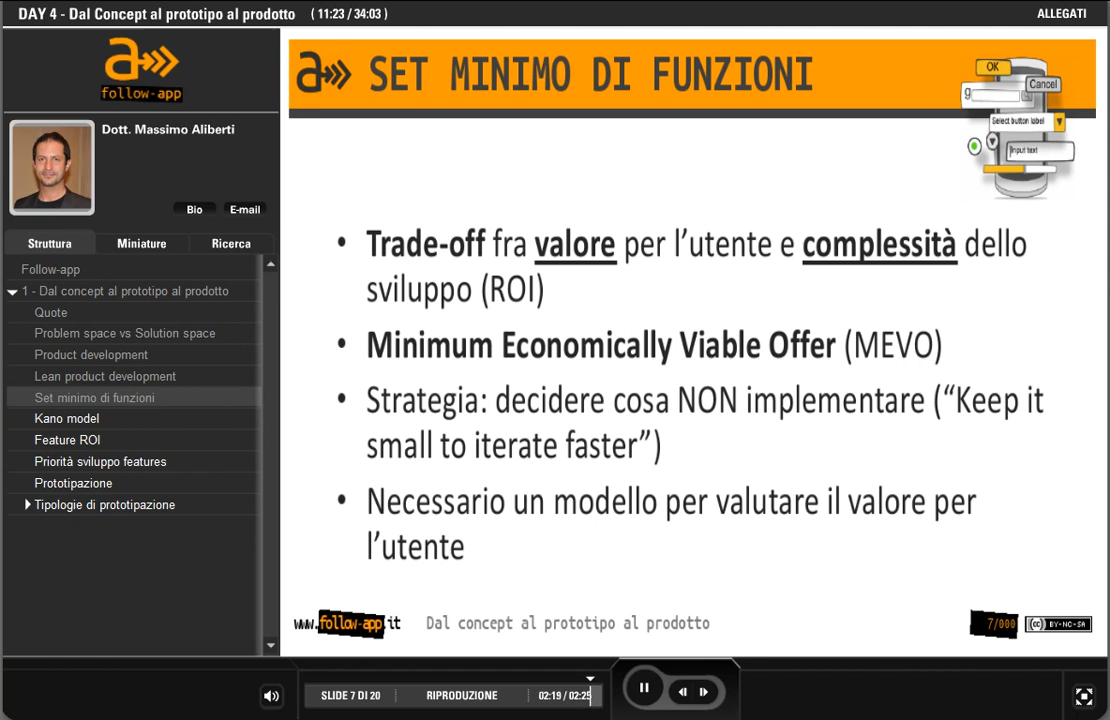 DAY 4 - Dal Concept al prototipo al prodotto ( 11:23 / 34:03 )
ALLEGATI
a
follow-app
Dott. Massimo Aliberti
Bio E-mail
Struttura Miniature Ricerca
Follow-app
1 - Dal concept al prototipo al prodotto
Quote
Problem space vs Solution space
Product development
Lean product development
Set minimo di funzioni
Kano model
Feature ROI
Priorità sviluppo features
Prototipazione
Tipologie di prototipazione
a SET MINIMO DI FUNZIONI
OK
Cancel
g
Select button label
Input text
• Trade-off fra valore per l’utente e complessità dello
sviluppo (ROI)
• Minimum Economically Viable Offer (MEVO)
• Strategia: decidere cosa NON implementare (“Keep it
small to iterate faster”)
• Necessario un modello per valutare il valore per
l’utente
www.follow-app.it Dal concept al prototipo al prodotto 7/000
cc BY-NC-SA
SLIDE 7 DI 20 RIPRODUZIONE 02:19 / 02:25